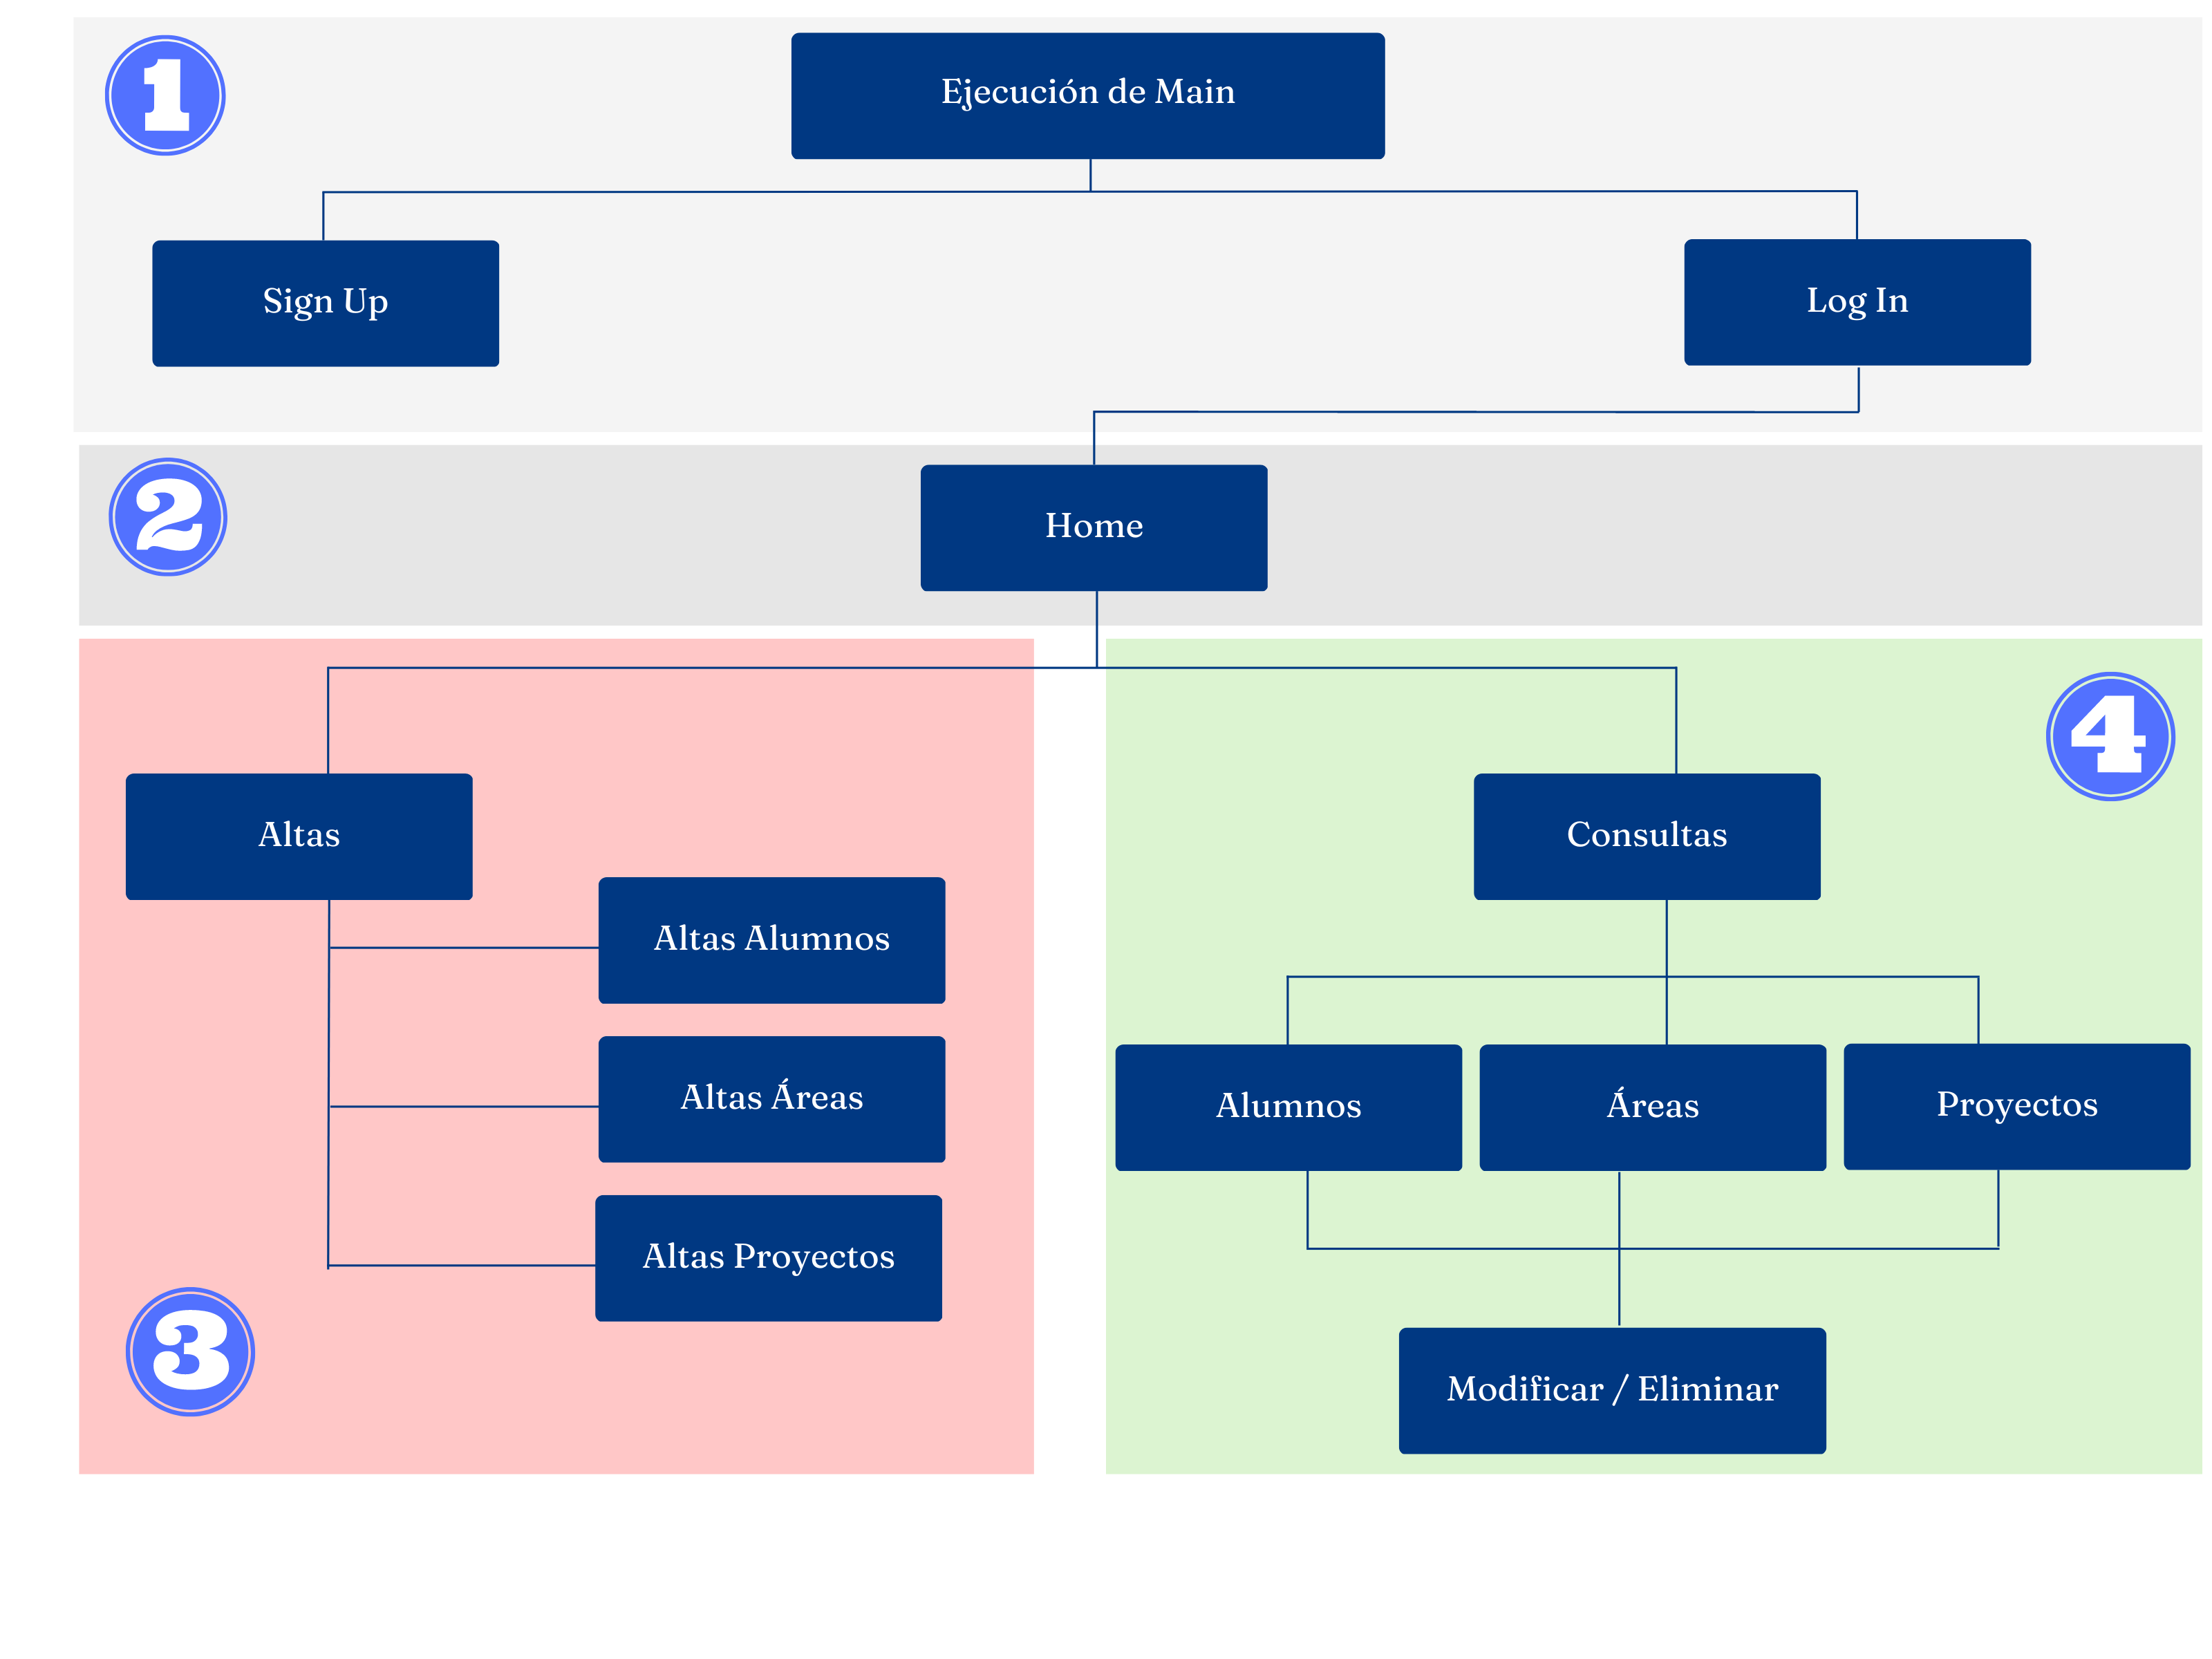 1
Ejecución de Main
Sign Up
Log In
2
Home
4
Altas
Consultas
Altas Alumnos
Altas Áreas
Altas Proyectos
Alumnos
Áreas
Proyectos
3
Modificar / Eliminar